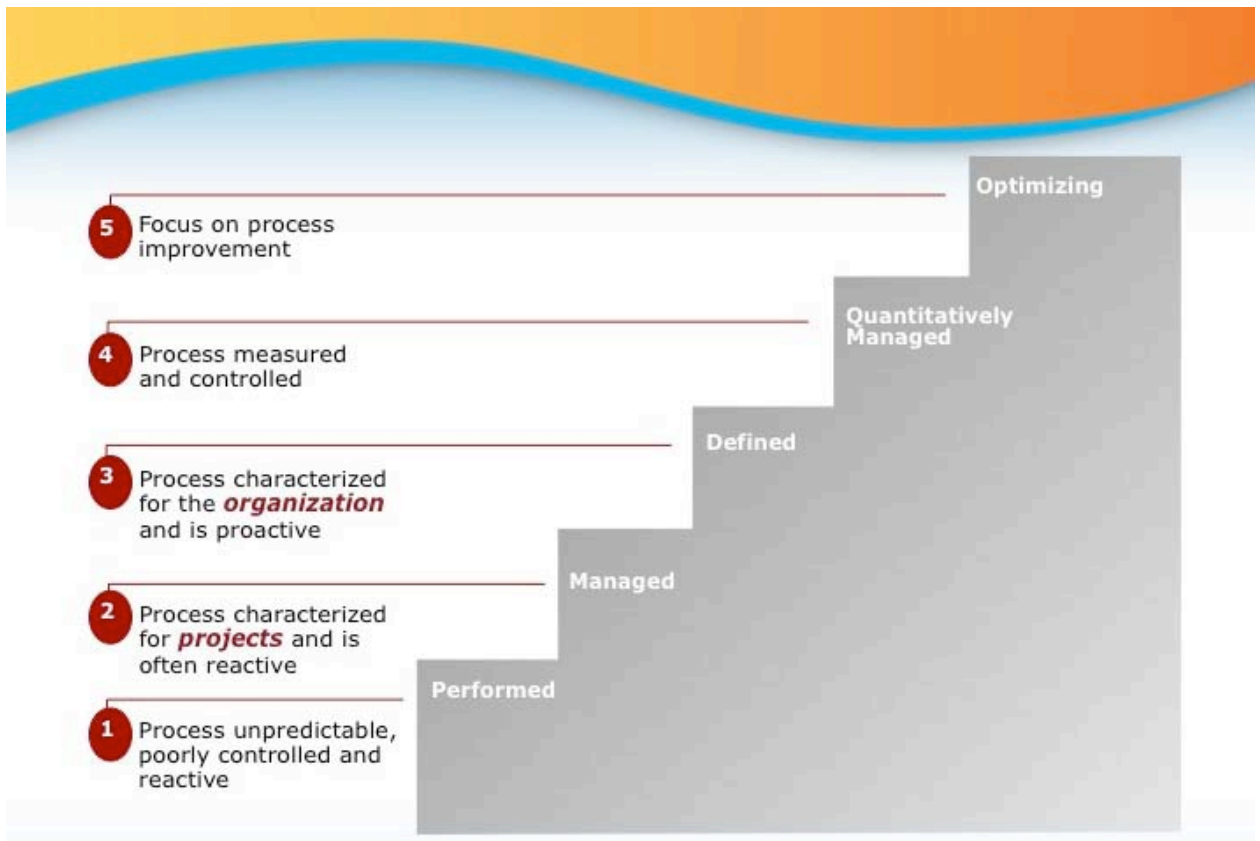 Optimizing
5 Focus on process
improvement
Quantitatively
Managed
4 Process measured
and controlled
Defined
3 Process characterized
for the organization
and is proactive
Managed
2 Process characterized
for projects and is
often reactive
Performed
1 Process unpredictable,
poorly controlled and
reactive